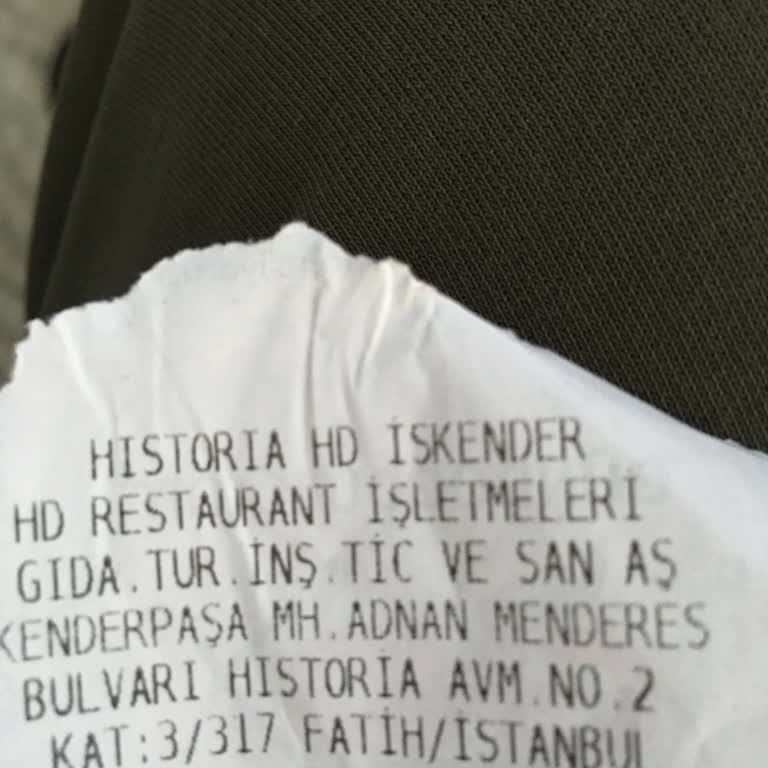 HISTORIA HD İSKENDER
HD RESTAURANT İŞLETMELERİ
GIDA.TUR.İNŞ.TİC VE SAN AŞ
KENDERPAŞA MH.ADNAN MENDERES
BULVARI HISTORİA AVM.NO.2
KAT:3/317 FATİH/İSTANBUL